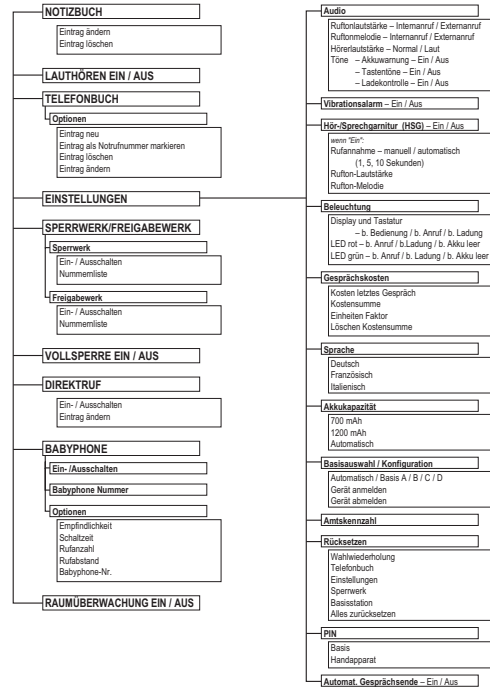 NOTIZBUCH
Eintrag ändern
Eintrag löschen
LAUTHÖREN EIN / AUS
TELEFONBUCH
Optionen
Eintrag neu
Eintrag als Notrufnummer markieren
Eintrag löschen
Eintrag ändern
EINSTELLUNGEN
SPERRWERK/FREIGABEWERK
Sperrwerk
Ein- / Ausschalten
Nummernliste
Freigabewerk
Ein- / Ausschalten
Nummernliste
VOLLSPERRE EIN / AUS
DIREKTRUF
Ein- / Ausschalten
Eintrag ändern
BABYPHONE
Ein- /Ausschalten
Babyphone Nummer
Optionen
Empfindlichkeit
Schaltzeit
Rufanzahl
Rufabstand
Babyphone-Nr.
RAUMÜBERWACHUNG EIN / AUS
Audio
Ruftonlautstärke – Internanruf / Externanruf
Ruftonmelodie – Internanruf / Externanruf
Hörerlautstärke – Normal / Laut
Töne – Akkuwarnung – Ein / Aus
– Tastentöne – Ein / Aus
– Ladekontrolle – Ein / Aus
Vibrationsalarm – Ein / Aus
Hör-/Sprechgarnitur (HSG) – Ein / Aus
wenn "Ein":
Rufannahme – manuell / automatisch
(1, 5, 10 Sekunden)
Rufton-Lautstärke
Rufton-Melodie
Beleuchtung
Display und Tastatur
– b. Bedienung / b. Anruf / b. Ladung
LED rot – b. Anruf / b.Ladung / b. Akku leer
LED grün – b. Anruf / b. Ladung / b. Akku leer
Gesprächskosten
Kosten letztes Gespräch
Kostensumme
Einheiten Faktor
Löschen Kostensumme
Sprache
Deutsch
Französisch
Italienisch
Akkukapazität
700 mAh
1200 mAh
Automatisch
Basisauswahl / Konfiguration
Automatisch / Basis A / B / C / D
Gerät anmelden
Gerät abmelden
Amtskennzahl
Rücksetzen
Wahlwiederholung
Telefonbuch
Einstellungen
Sperrwerk
Basisstation
Alles zurücksetzen
PIN
Basis
Handapparat
Automat. Gesprächsende – Ein / Aus